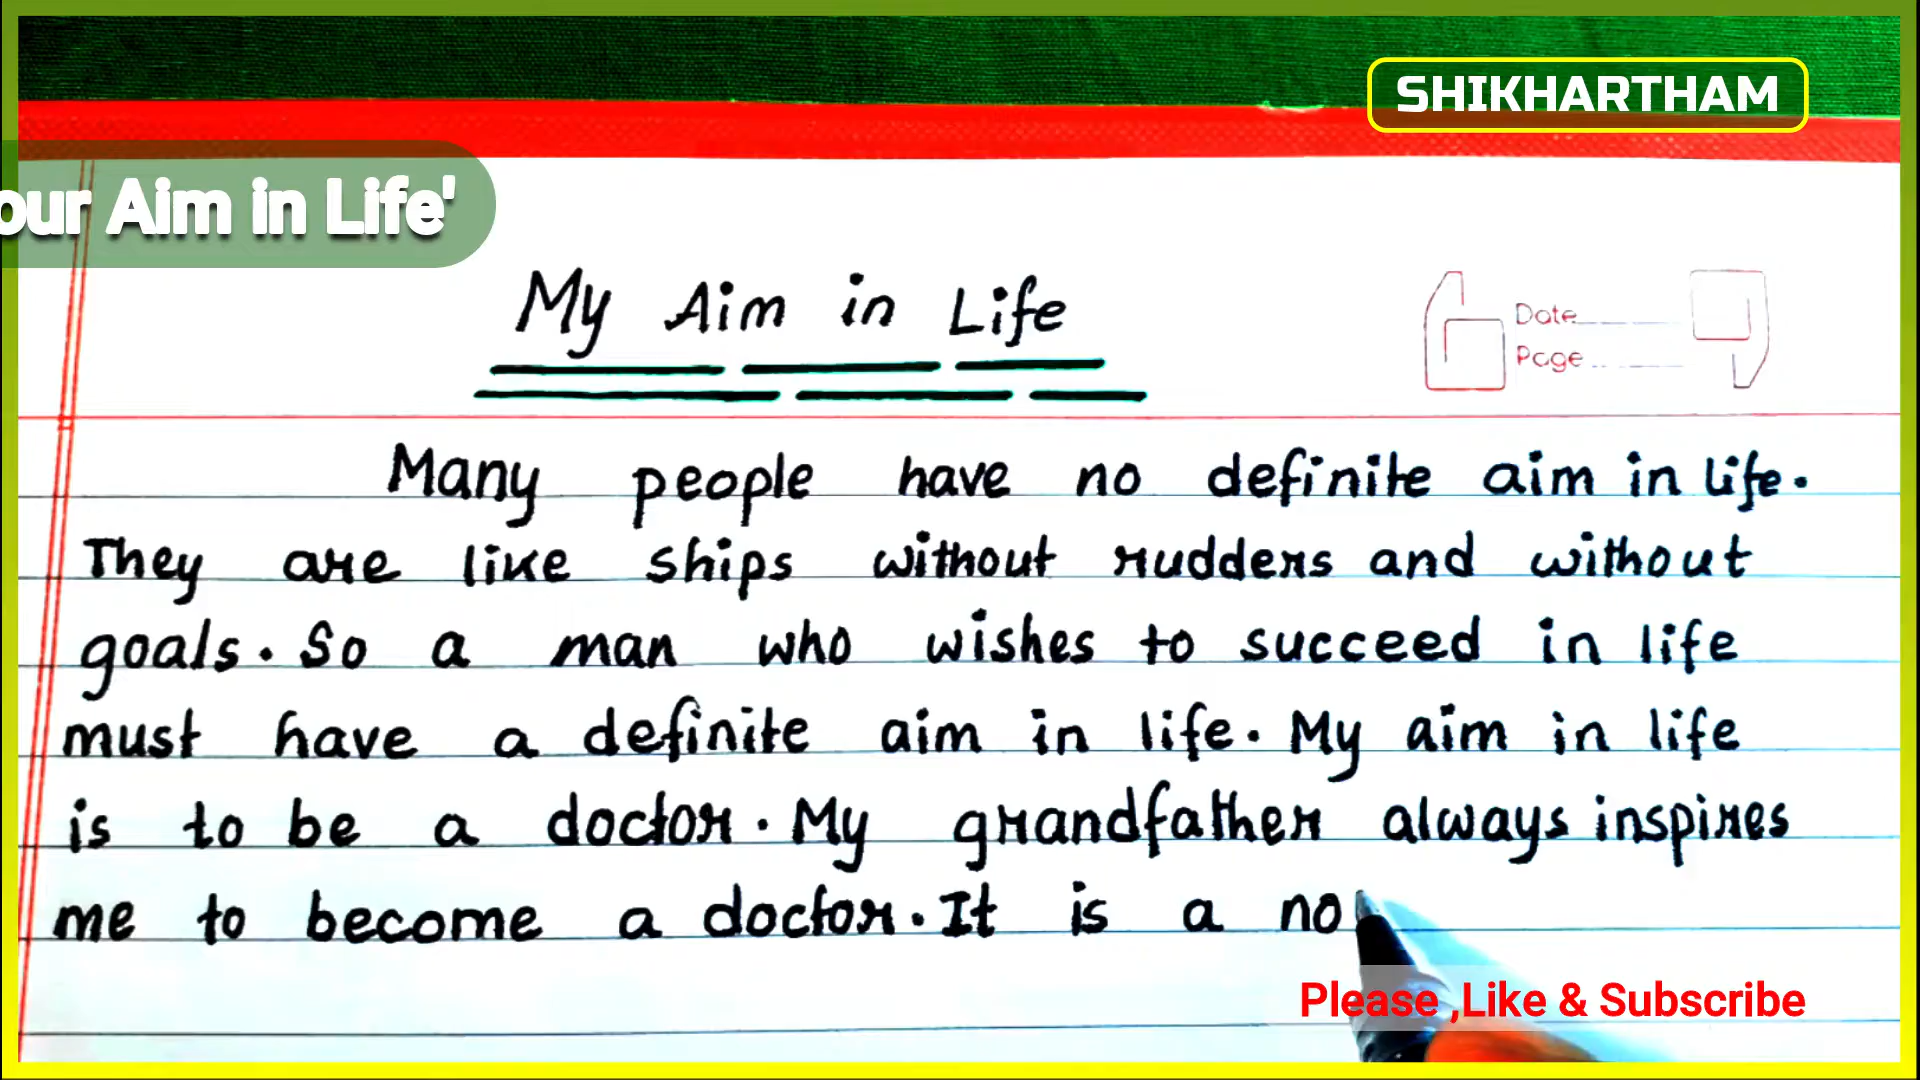 SHIKHARTHAM
our Aim in Life'
My Aim in Life
Date
Page
Many people have no definite aim in life.
They are like ships without rudders and without
goals. So a man who wishes to succeed in life
must have a definite aim in life. My aim in life
is to be a doctor. My grandfather always inspires
me to become a doctor. It is a no
Please ,Like & Subscribe